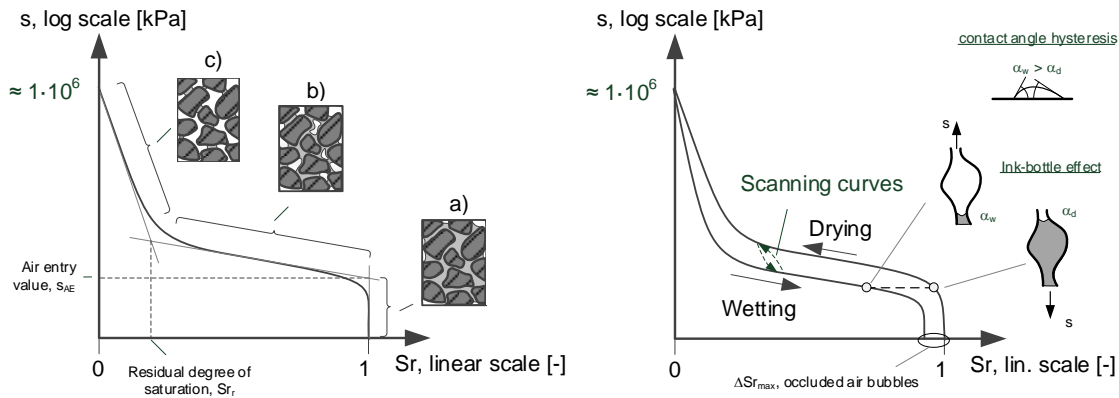 s, log scale [kPa]
c)
≈ 1·10⁶
b)
a)
Air entry
value, sAE
0
1
Sr, linear scale [-]
Residual degree of
saturation, Srr
s, log scale [kPa]
contact angle hysteresis
αw > αd
≈ 1·10⁶
s
Ink-bottle effect
Scanning curves
αw
αd
Drying
Wetting
s
0
1
Sr, lin. scale [-]
ΔSrmax, occluded air bubbles